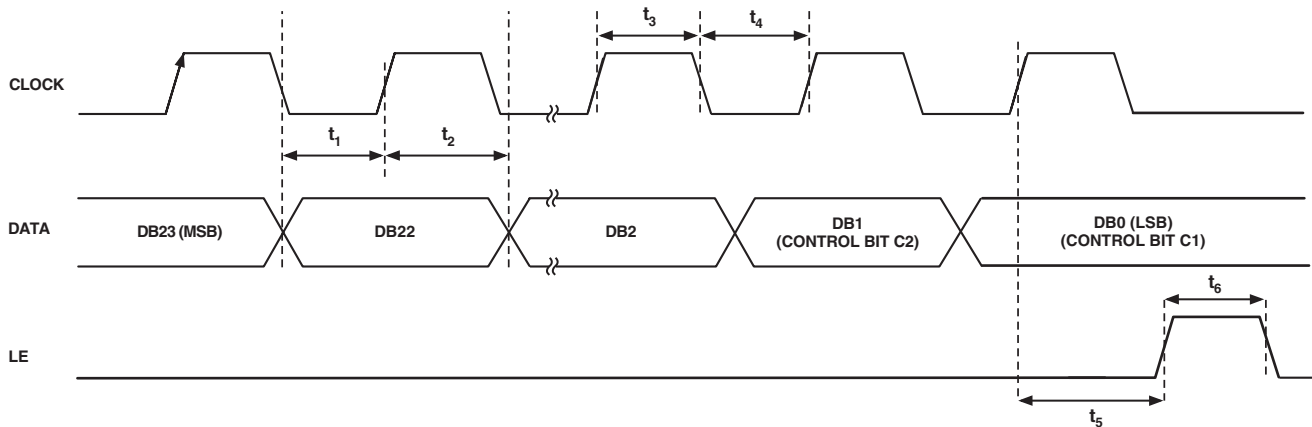 t3
t4
CLOCK
t1
t2
DATA
DB23 (MSB)
DB22
DB2
DB1
(CONTROL BIT C2)
DB0 (LSB)
(CONTROL BIT C1)
t6
LE
t5